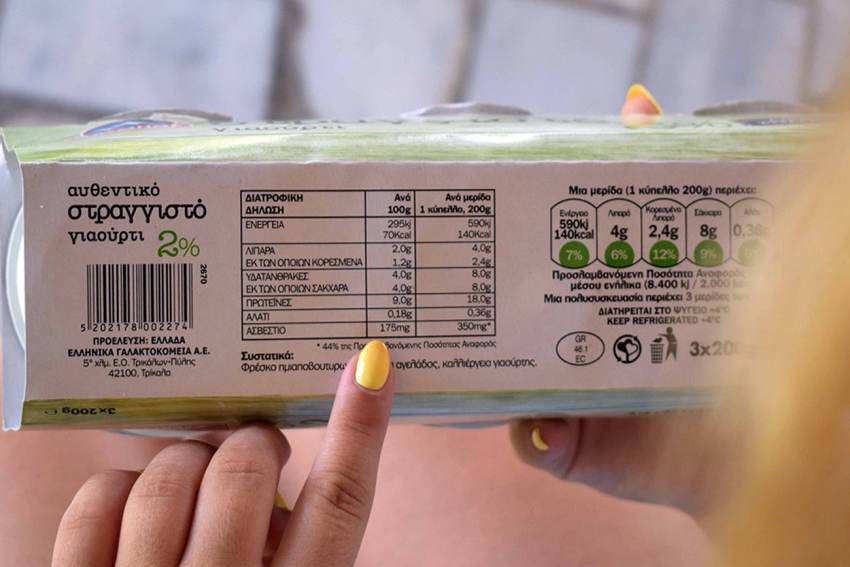 αυθεντικό
στραγγιστό
γιαούρτι 2%
2670
5 202178 002274
ΠΡΟΕΛΕΥΣΗ: ΕΛΛΑΔΑ
ΕΛΛΗΝΙΚΑ ΓΑΛΑΚΤΟΚΟΜΕΙΑ Α.Ε.
5° χλμ. Ε.Ο. Τρικάλων-Πύλης
42100, Τρίκαλα
ΔΙΑΤΡΟΦΙΚΗ ΔΗΛΩΣΗ Ανά 100g Ανά μερίδα 1 κύπελλο, 200g
ΕΝΕΡΓΕΙΑ 295kj 70Kcal 590kj 140Kcal
ΛΙΠΑΡΑ 2,0g 4,0g
ΕΚ ΤΩΝ ΟΠΟΙΩΝ ΚΟΡΕΣΜΕΝΑ 1,2g 2,4g
ΥΔΑΤΑΝΘΡΑΚΕΣ 4,0g 8,0g
ΕΚ ΤΩΝ ΟΠΟΙΩΝ ΣΑΚΧΑΡΑ 4,0g 8,0g
ΠΡΩΤΕΪΝΕΣ 9,0g 18,0g
ΑΛΑΤΙ 0,18g 0,36g
ΑΣΒΕΣΤΙΟ 175mg 350mg*
* 44% της Ποσότητας Αναφοράς
Συστατικά:
Φρέσκο αγελάδος, καλλιέργεια γιαούρτης.
Μια μερίδα (1 κύπελλο 200g) περιέχει
Ενέργεια 590kj 140Kcal 7%
Λιπαρά 4g 6%
Κορεσμένα Λιπαρά 2,4g 12%
Σάκχαρα 8g 9%
Προσλαμβανόμενη Ποσότητα Αναφοράς
μέσου ενήλικα (8.400 kj / 2.000
Μια πολυσυσκευασία περιέχει 3 μερίδες
ΔΙΑΤΗΡΕΙΤΑΙ ΣΤΟ ΨΥΓΕΙΟ +4°C
KEEP REFRIGERATED +4°C
GR
EC
3x200
3x200g e